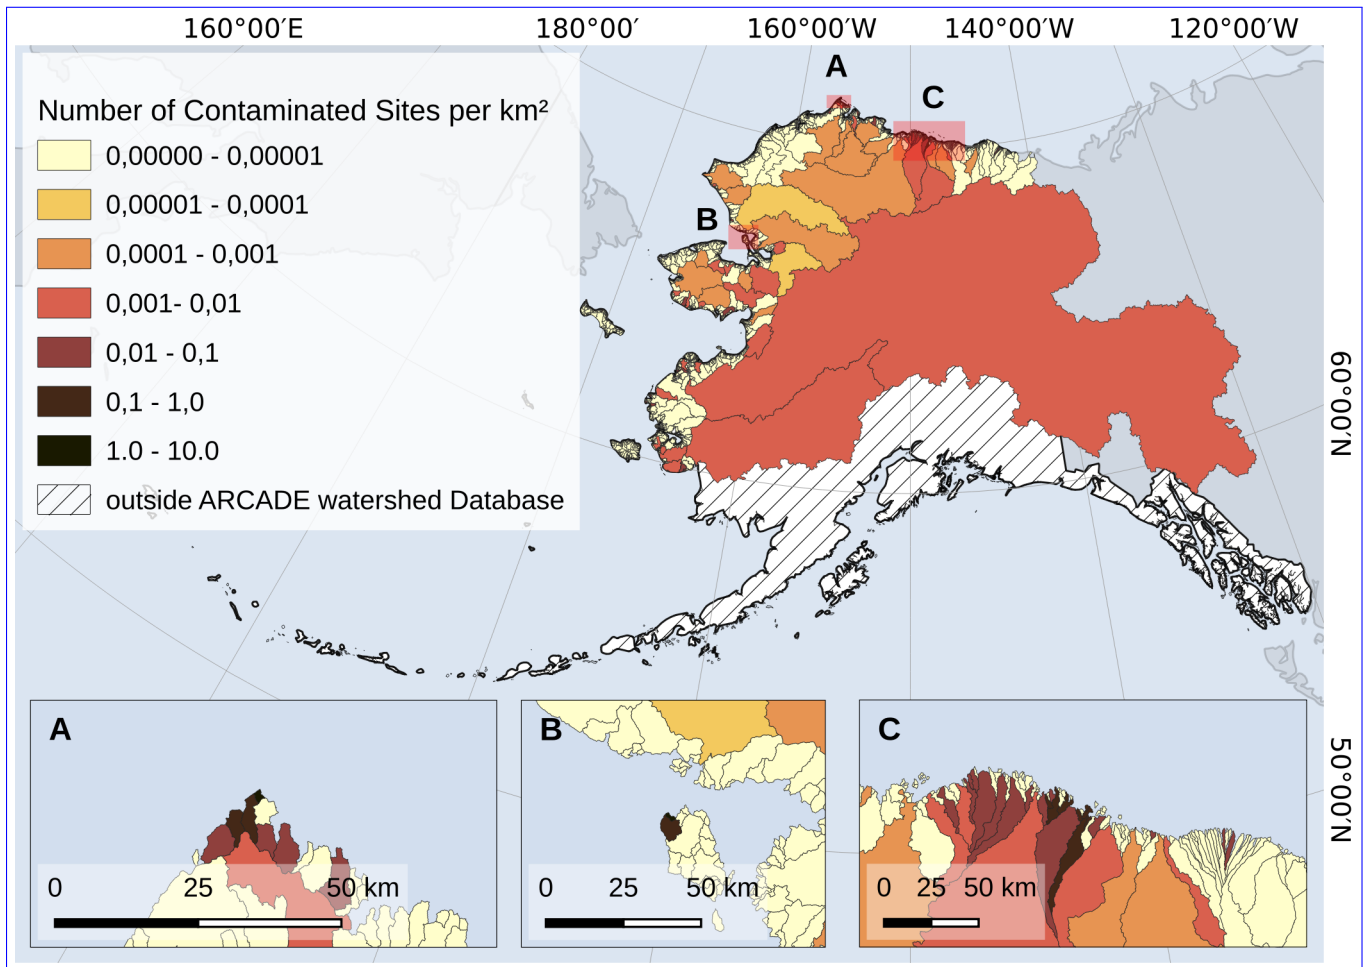 160°00′E 180°00′ 160°00′W 140°00′W 120°00′W
A
C
B
Number of Contaminated Sites per km²
0,00000 - 0,00001
0,00001 - 0,0001
0,0001 - 0,001
0,001- 0,01
0,01 - 0,1
0,1 - 1,0
1.0 - 10.0
outside ARCADE watershed Database
60°00′N
50°00′N
A
0 25 50 km
B
0 25 50 km
C
0 25 50 km